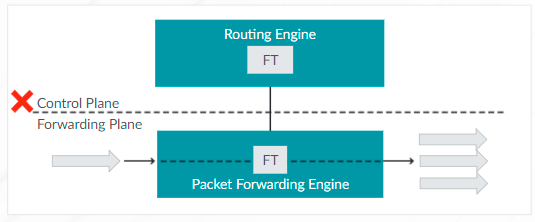 Routing Engine
FT
Control Plane
Forwarding Plane
FT
Packet Forwarding Engine